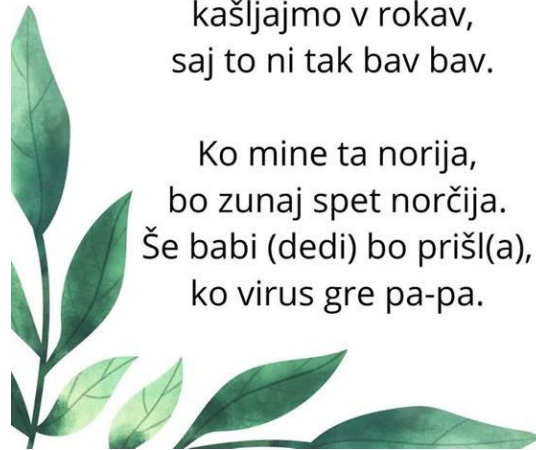 kašljajmo v rokav,
saj to ni tak bav bav.
Ko mine ta norija,
bo zunaj spet norčija.
Še babi (dedi) bo prišl(a),
ko virus gre pa-pa.